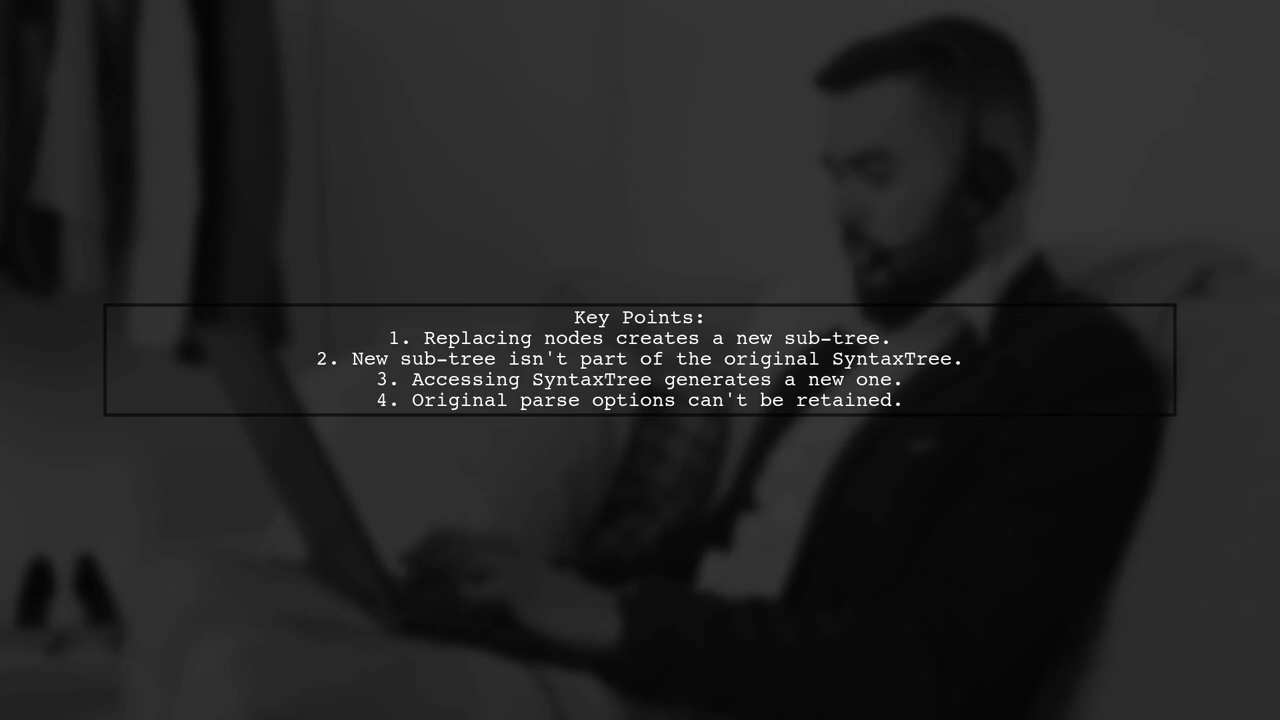 Key Points:
1. Replacing nodes creates a new sub-tree.
2. New sub-tree isn't part of the original SyntaxTree.
3. Accessing SyntaxTree generates a new one.
4. Original parse options can't be retained.